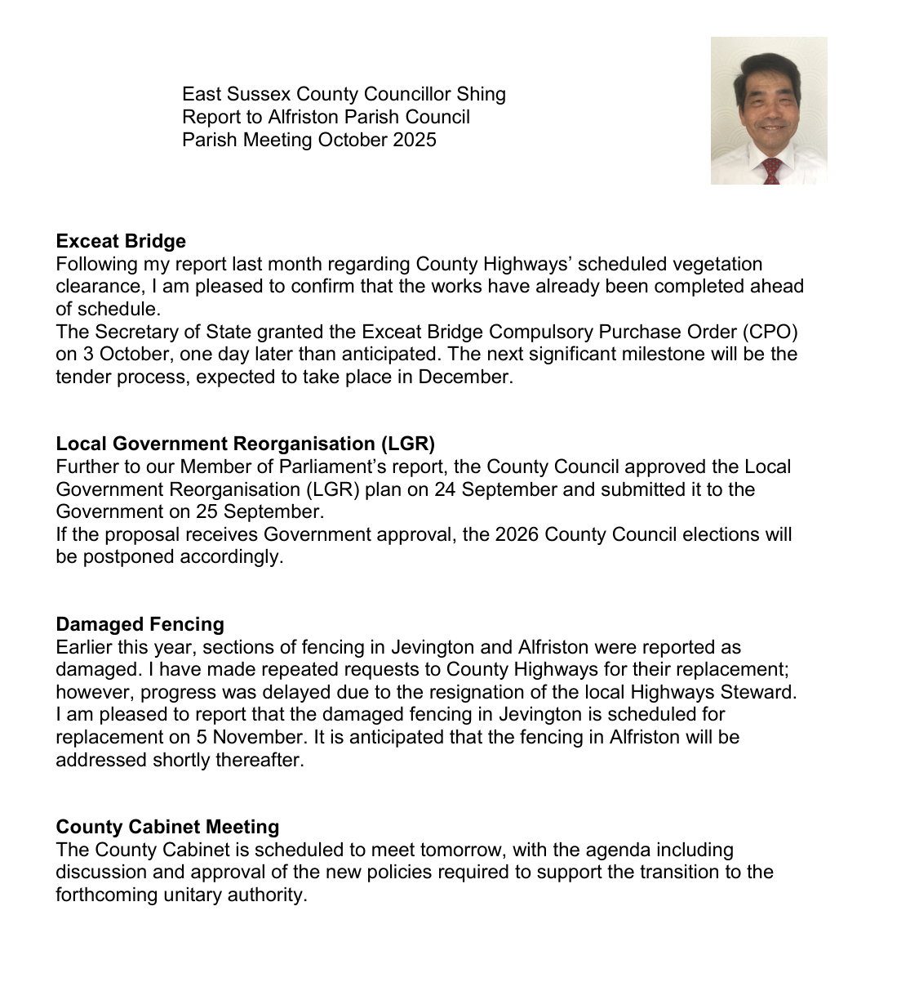 East Sussex County Councillor Shing
Report to Alfriston Parish Council
Parish Meeting October 2025
Exceat Bridge
Following my report last month regarding County Highways’ scheduled vegetation
clearance, I am pleased to confirm that the works have already been completed ahead
of schedule.
The Secretary of State granted the Exceat Bridge Compulsory Purchase Order (CPO)
on 3 October, one day later than anticipated. The next significant milestone will be the
tender process, expected to take place in December.
Local Government Reorganisation (LGR)
Further to our Member of Parliament’s report, the County Council approved the Local
Government Reorganisation (LGR) plan on 24 September and submitted it to the
Government on 25 September.
If the proposal receives Government approval, the 2026 County Council elections will
be postponed accordingly.
Damaged Fencing
Earlier this year, sections of fencing in Jevington and Alfriston were reported as
damaged. I have made repeated requests to County Highways for their replacement;
however, progress was delayed due to the resignation of the local Highways Steward.
I am pleased to report that the damaged fencing in Jevington is scheduled for
replacement on 5 November. It is anticipated that the fencing in Alfriston will be
addressed shortly thereafter.
County Cabinet Meeting
The County Cabinet is scheduled to meet tomorrow, with the agenda including
discussion and approval of the new policies required to support the transition to the
forthcoming unitary authority.